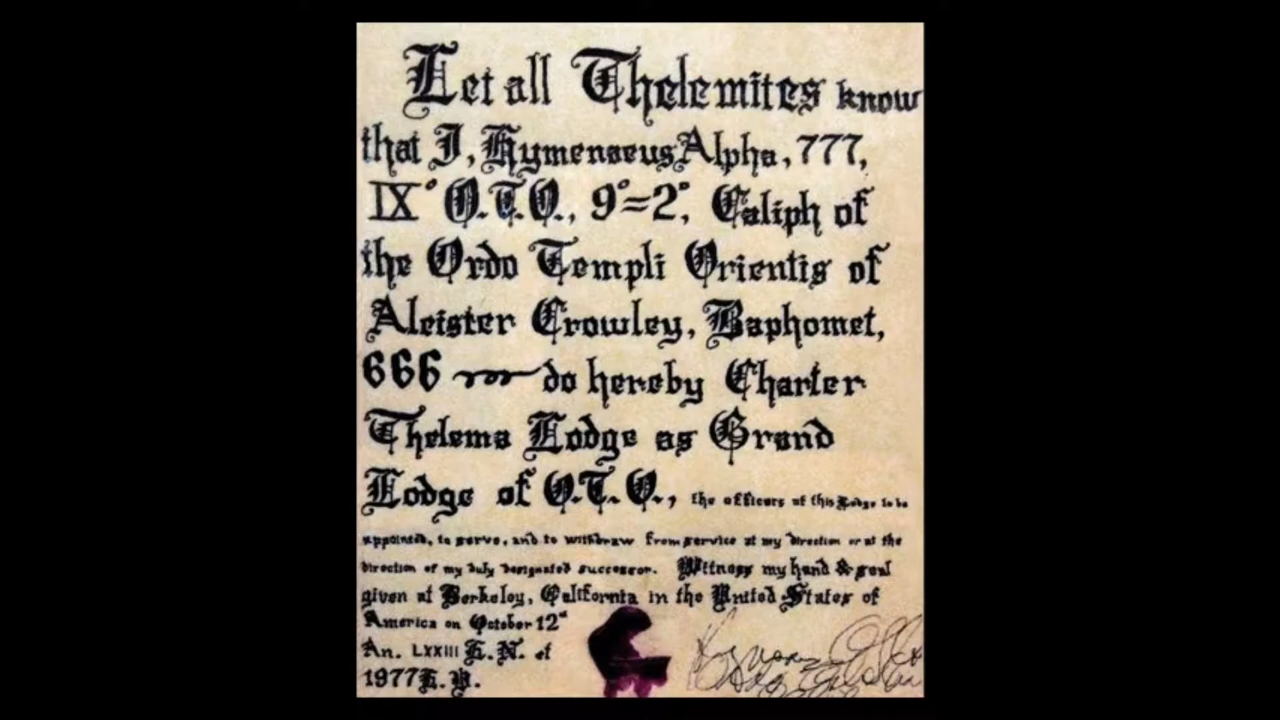 Let all Thelemites know
that I, Hymenaeus Alpha, 777,
IX° O.T.O., 9°=2°, Caliph of
the Ordo Templi Orientis of
Aleister Crowley, Baphomet,
666 do hereby Charter
Thelema Lodge as Grand
Lodge of O.T.O., the officers of this Lodge to be
appointed, to serve, and to withdraw from service at my direction or at the
direction of my duly designated successor. Witness my hand & seal
given at Berkeley, California in the United States of
America on October 12
An. LXXIII E.N. et
1977 E.V.